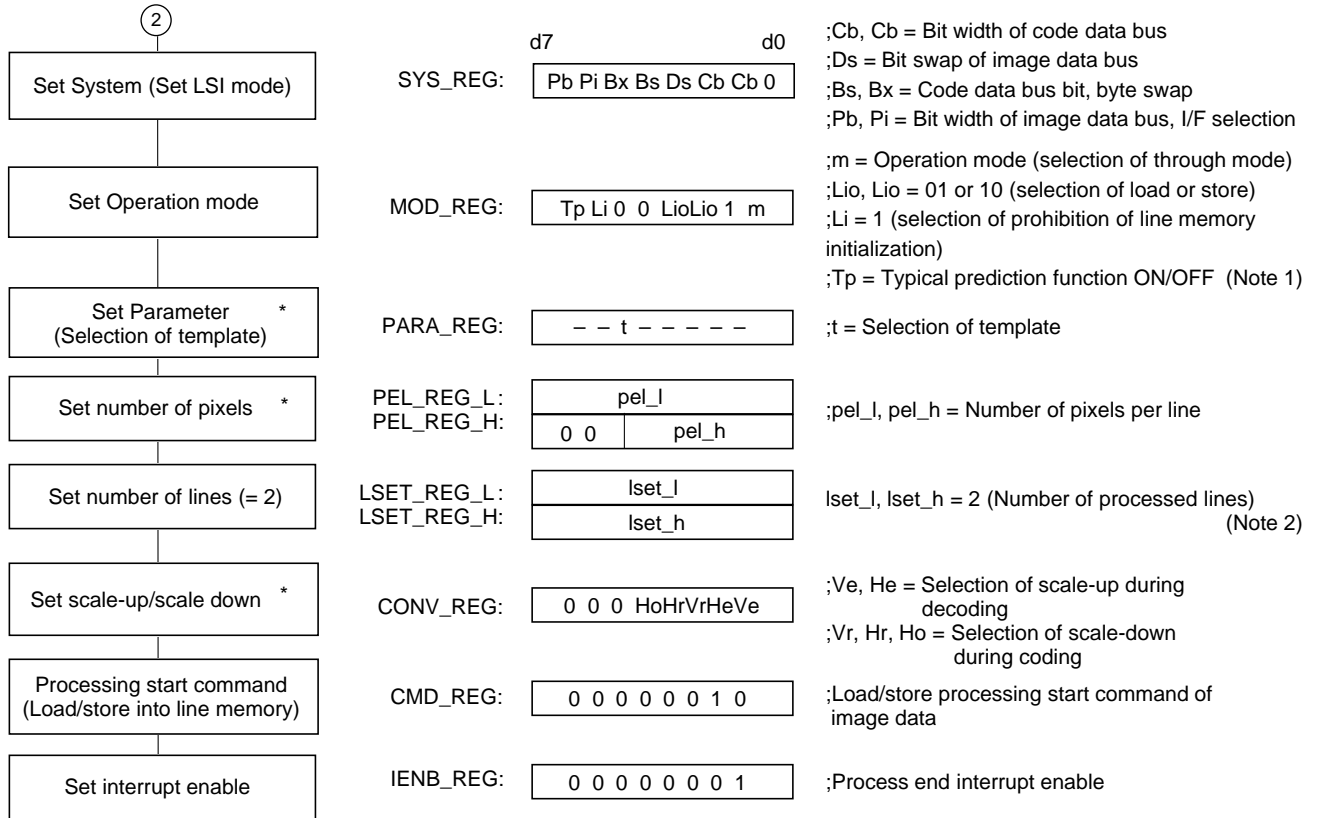 2
d7 d0
Set System (Set LSI mode)
SYS_REG:
Pb Pi Bx Bs Ds Cb Cb 0
;Cb, Cb = Bit width of code data bus
;Ds = Bit swap of image data bus
;Bs, Bx = Code data bus bit, byte swap
;Pb, Pi = Bit width of image data bus, I/F selection
Set Operation mode
MOD_REG:
Tp Li 0 0 LioLio 1 m
;m = Operation mode (selection of through mode)
;Lio, Lio = 01 or 10 (selection of load or store)
;Li = 1 (selection of prohibition of line memory
initialization)
;Tp = Typical prediction function ON/OFF (Note 1)
Set Parameter *
(Selection of template)
PARA_REG:
– – t – – – – –
;t = Selection of template
Set number of pixels *
PEL_REG_L:
PEL_REG_H:
pel_l
0 0 pel_h
;pel_l, pel_h = Number of pixels per line
Set number of lines (= 2)
LSET_REG_L:
LSET_REG_H:
lset_l
lset_h
lset_l, lset_h = 2 (Number of processed lines)
(Note 2)
Set scale-up/scale down *
CONV_REG:
0 0 0 HoHrVrHeVe
;Ve, He = Selection of scale-up during
decoding
;Vr, Hr, Ho = Selection of scale-down
during coding
Processing start command
(Load/store into line memory)
CMD_REG:
0 0 0 0 0 0 1 0
;Load/store processing start command of
image data
Set interrupt enable
IENB_REG:
0 0 0 0 0 0 0 1
;Process end interrupt enable